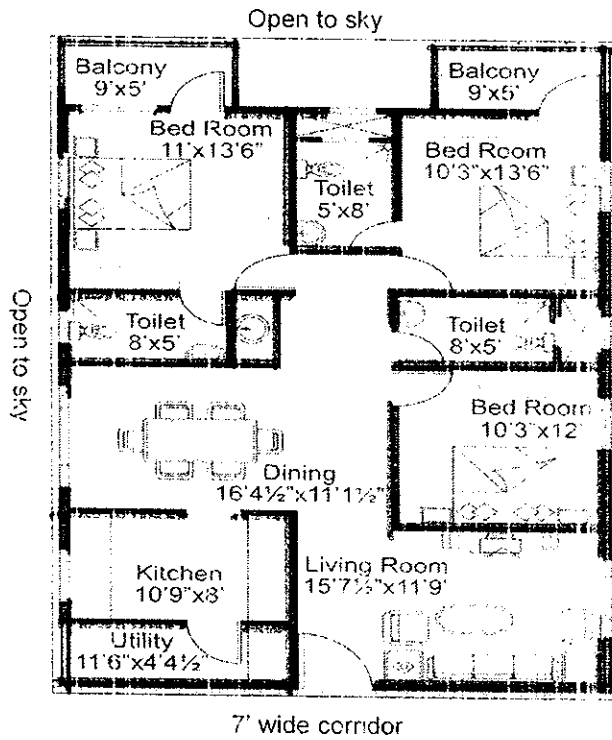 Open to sky
Balcony
9'x5'
Balcony
9'x5'
Bed Room
11'x13'6"
Bed Room
10'3"x13'6"
Toilet
5'x8'
Open to sky
Toilet
8'x5'
Toilet
8'x5'
Bed Room
10'3"x12'
Dining
16'4½"x11'1½"
Kitchen
10'9"x8'
Living Room
15'7½"x11'9'
Utility
11'6"x4'4½'
7' wide corridor